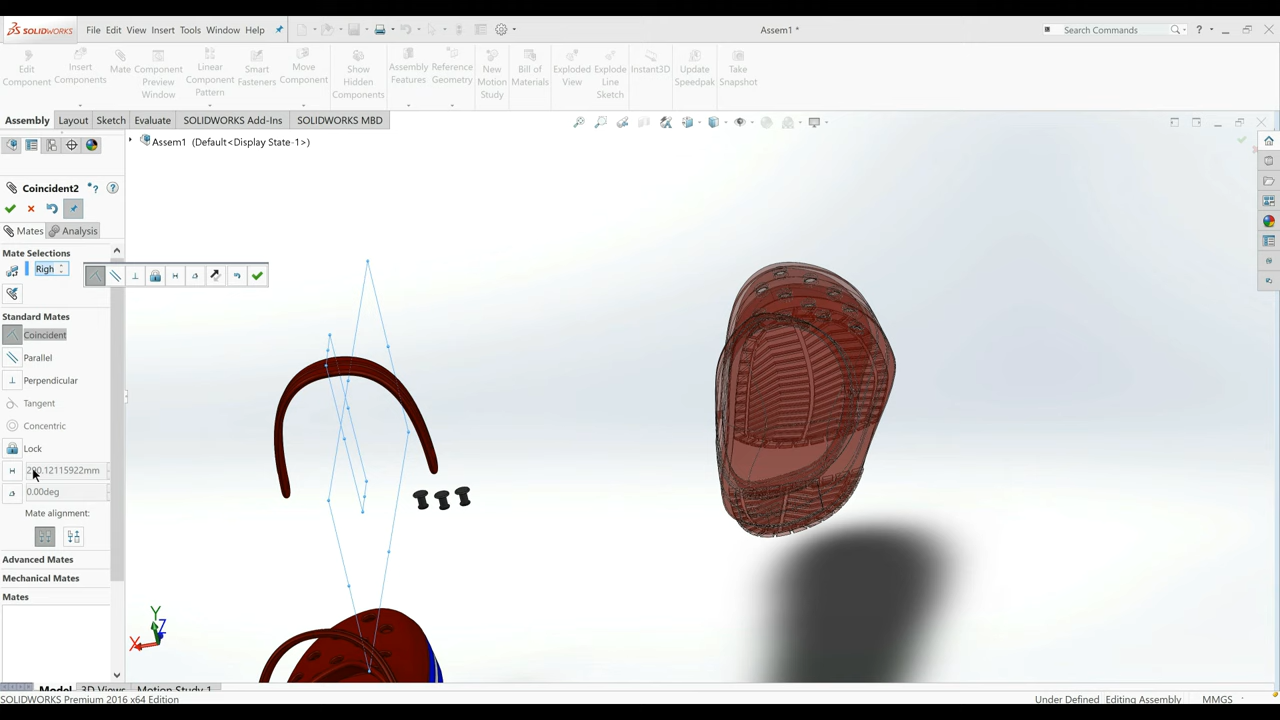 SOLIDWORKS File Edit View Insert Tools Window Help Assem1 * Search Commands
Edit Component
Insert Components
Mate
Component Preview Window
Linear Component Pattern
Smart Fasteners
Move Component
Show Hidden Components
Assembly Features
Reference Geometry
New Motion Study
Bill of Materials
Exploded View
Explode Line Sketch
Instant3D
Update Speedpak
Take Snapshot
Assembly Layout Sketch Evaluate SOLIDWORKS Add-Ins SOLIDWORKS MBD
Assem1 (Default<Display State-1>)
Coincident2
Mates Analysis
Mate Selections
Righ
Standard Mates
Coincident
Parallel
Perpendicular
Tangent
Concentric
Lock
200.12115922mm
0.00deg
Mate alignment:
Advanced Mates
Mechanical Mates
Mates
Model 3D Views Motion Study 1
SOLIDWORKS Premium 2016 x64 Edition Under Defined Editing Assembly MMGS
Y
Z
X